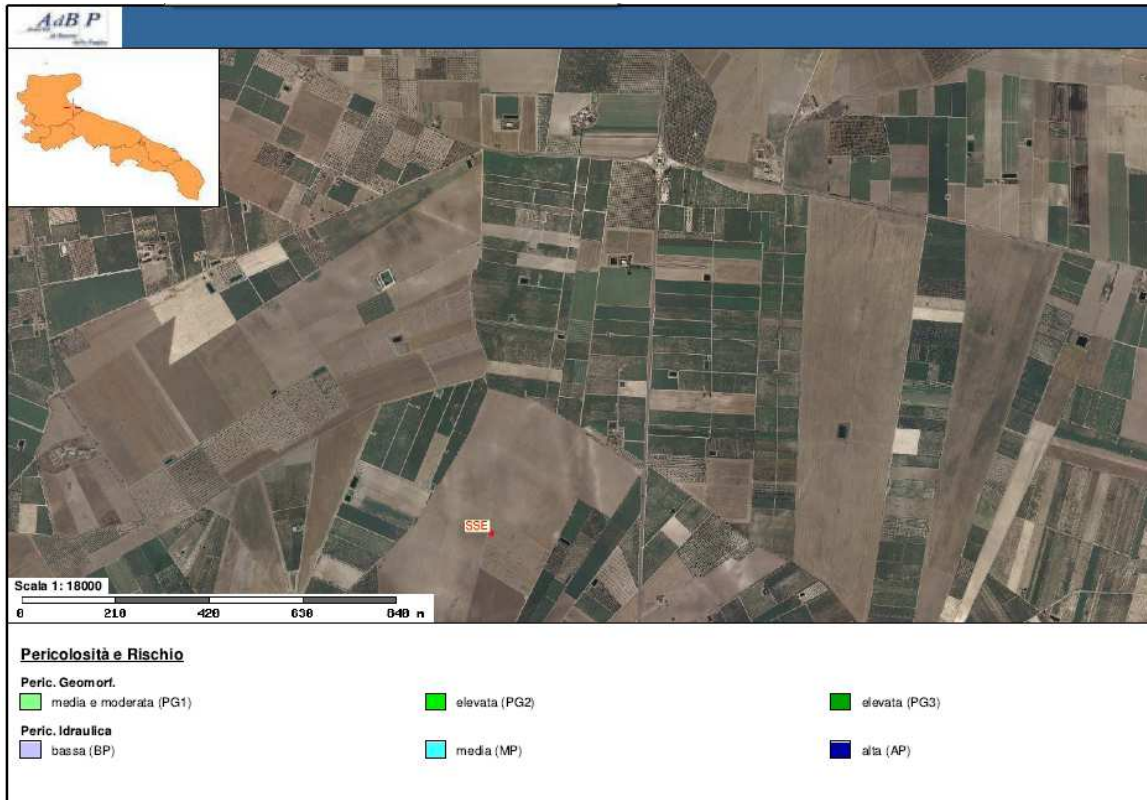 AdB P
SSE
Scala 1: 18000
0 210 420 630 840 m
Pericolosità e Rischio
Peric. Geomorf.
media e moderata (PG1) elevata (PG2) elevata (PG3)
Peric. Idraulica
bassa (BP) media (MP) alta (AP)